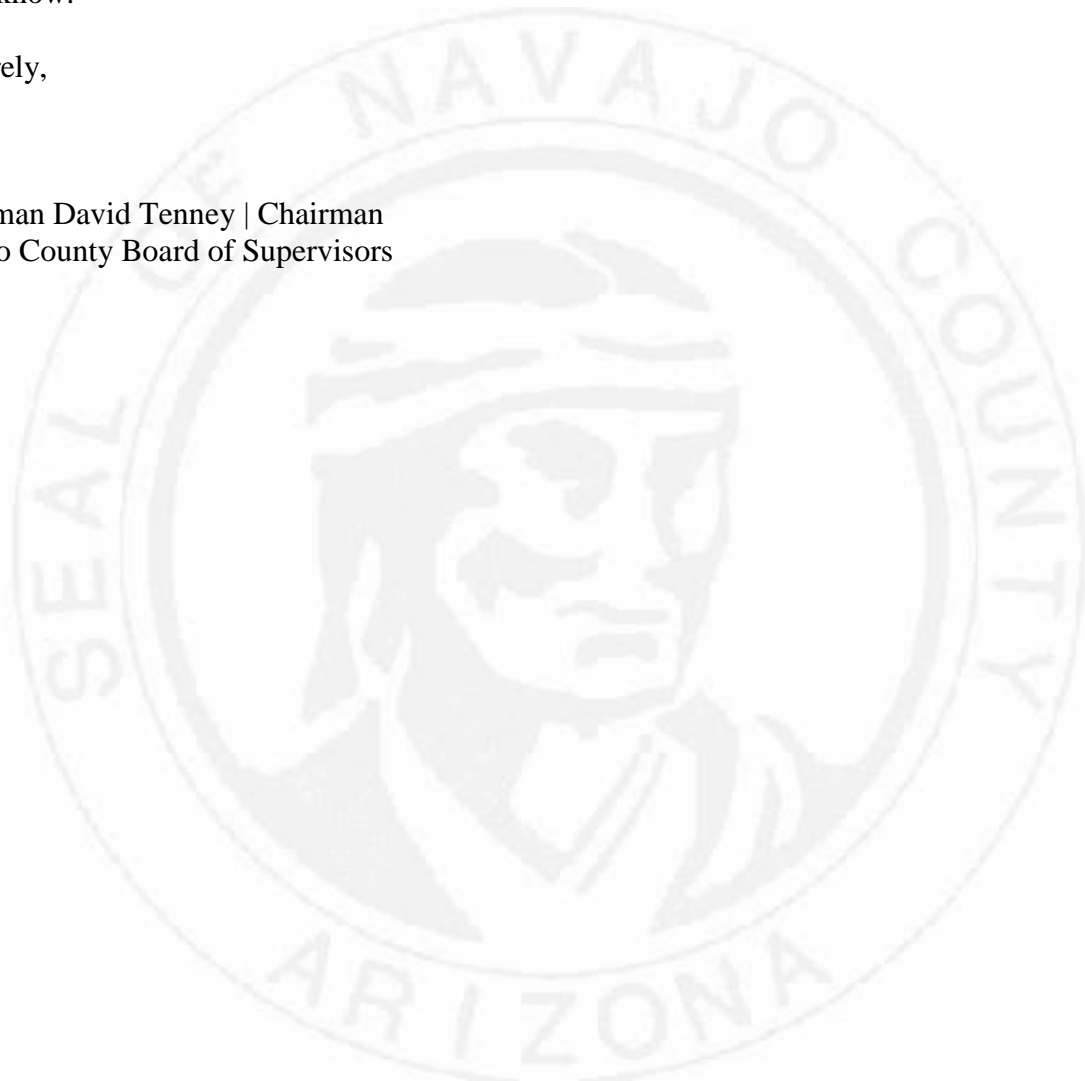 know.
ely,
man David Tenney | Chairman
o County Board of Supervisors
SEAL OF NAVAJO COUNTY
ARIZONA